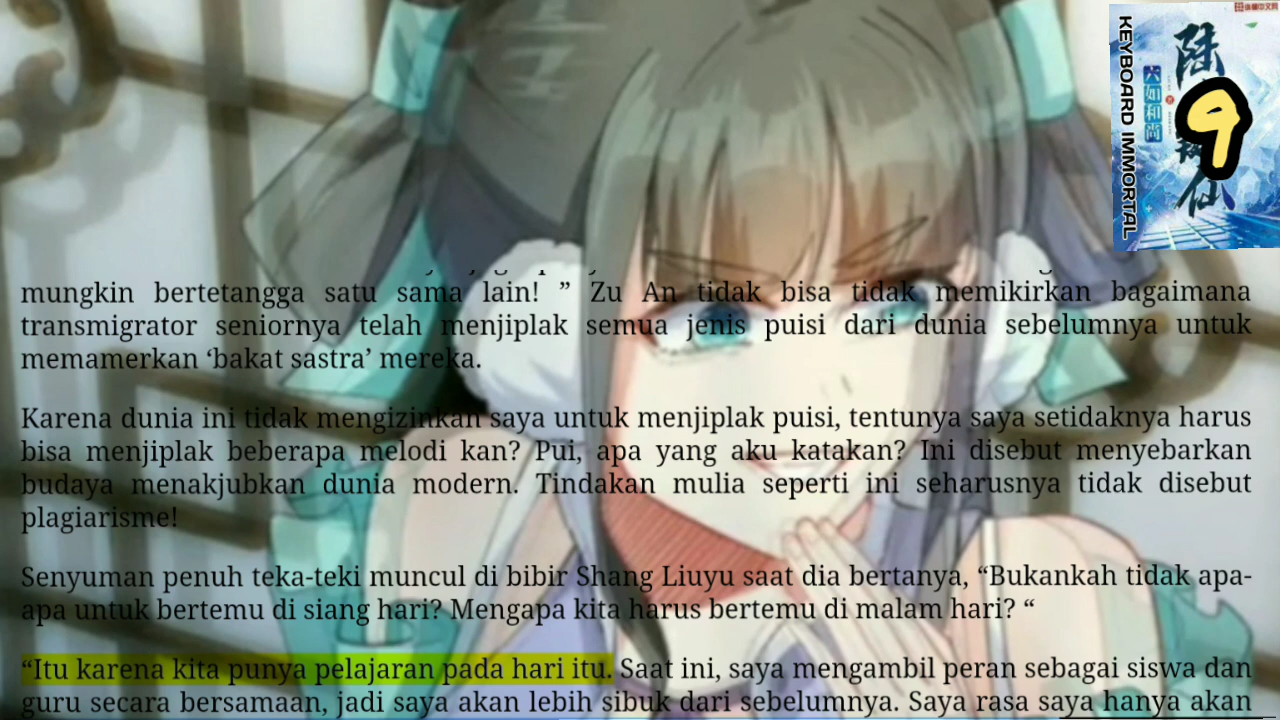 KEYBOARD IMMORTAL
陆
仙
六如和尚
9
mungkin bertetangga satu sama lain! ” Zu An tidak bisa tidak memikirkan bagaimana
transmigrator seniornya telah menjiplak semua jenis puisi dari dunia sebelumnya untuk
memamerkan ‘bakat sastra’ mereka.
Karena dunia ini tidak mengizinkan saya untuk menjiplak puisi, tentunya saya setidaknya harus
bisa menjiplak beberapa melodi kan? Pui, apa yang aku katakan? Ini disebut menyebarkan
budaya menakjubkan dunia modern. Tindakan mulia seperti ini seharusnya tidak disebut
plagiarisme!
Senyuman penuh teka-teki muncul di bibir Shang Liuyu saat dia bertanya, “Bukankah tidak apa-
apa untuk bertemu di siang hari? Mengapa kita harus bertemu di malam hari? “
“Itu karena kita punya pelajaran pada hari itu. Saat ini, saya mengambil peran sebagai siswa dan
guru secara bersamaan, jadi saya akan lebih sibuk dari sebelumnya. Saya rasa saya hanya akan